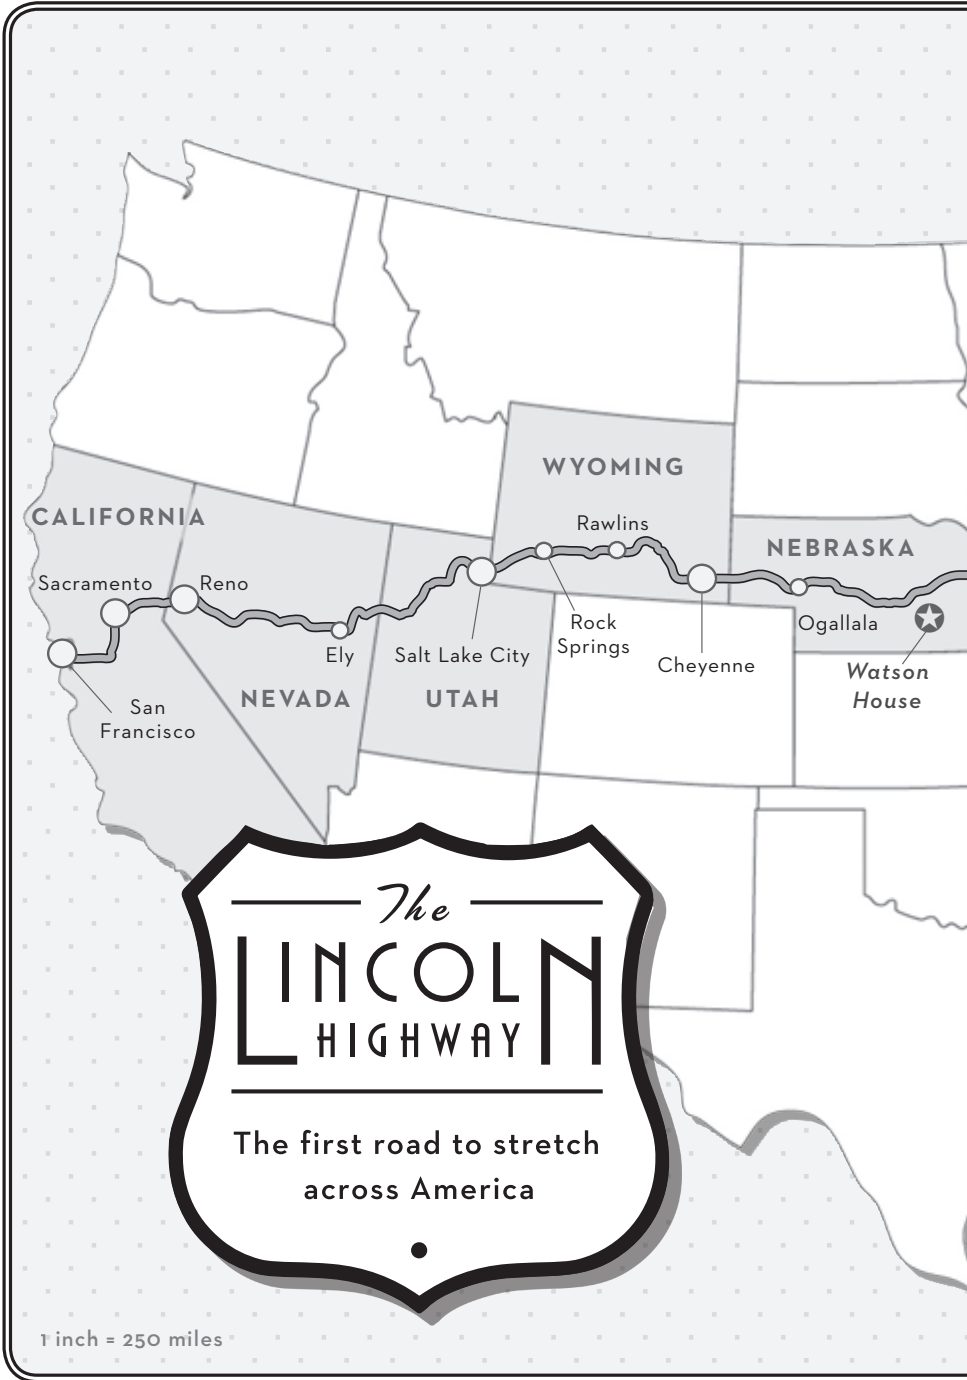 WYOMING
Rawlins
CALIFORNIA
NEBRASKA
Sacramento
Reno
Rock
Springs
Ogallala
Ely
Salt Lake City
Cheyenne
Watson
House
NEVADA
UTAH
San
Francisco
The
LINCOLN
HIGHWAY
The first road to stretch
across America
1 inch = 250 miles